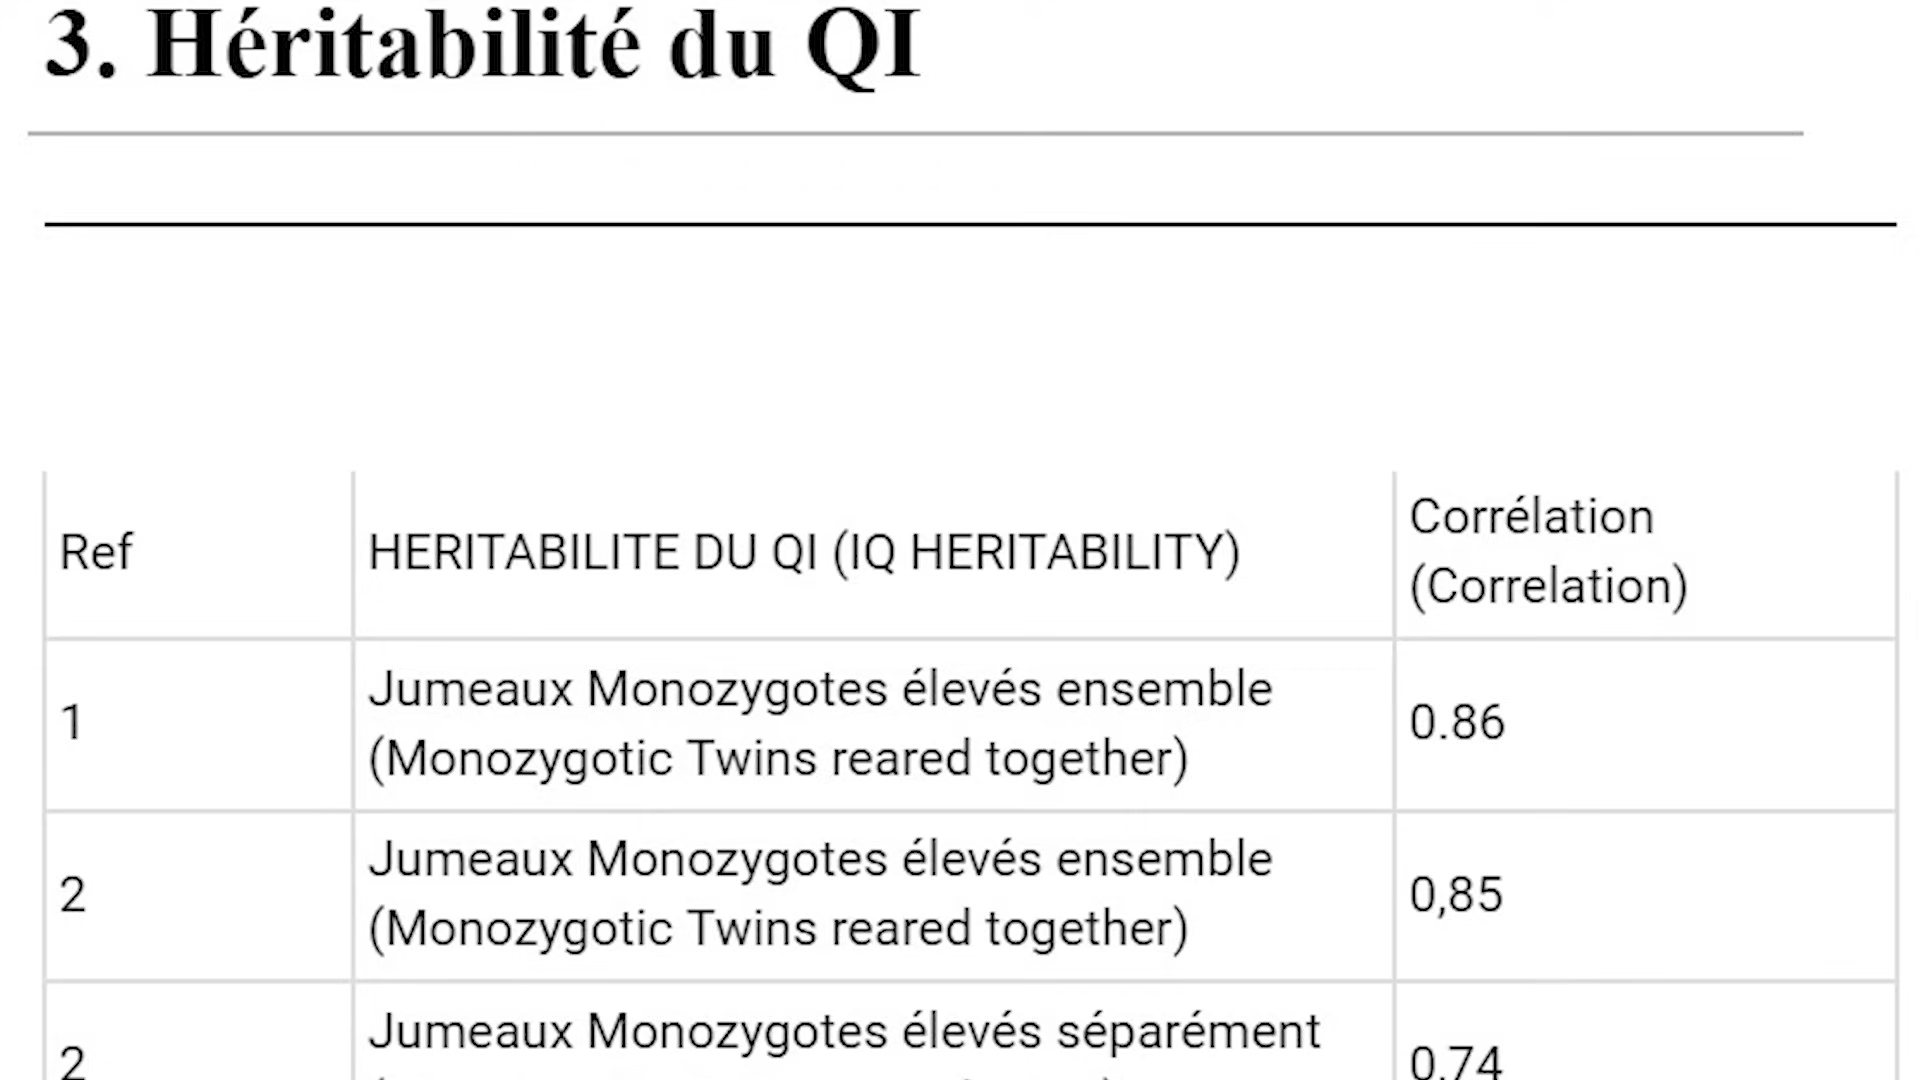 3. Héritabilité du QI
Ref
HERITABILITE DU QI (IQ HERITABILITY)
Corrélation
(Correlation)
1
Jumeaux Monozygotes élevés ensemble
(Monozygotic Twins reared together)
0.86
2
Jumeaux Monozygotes élevés ensemble
(Monozygotic Twins reared together)
0,85
2
Jumeaux Monozygotes élevés séparément
0.74